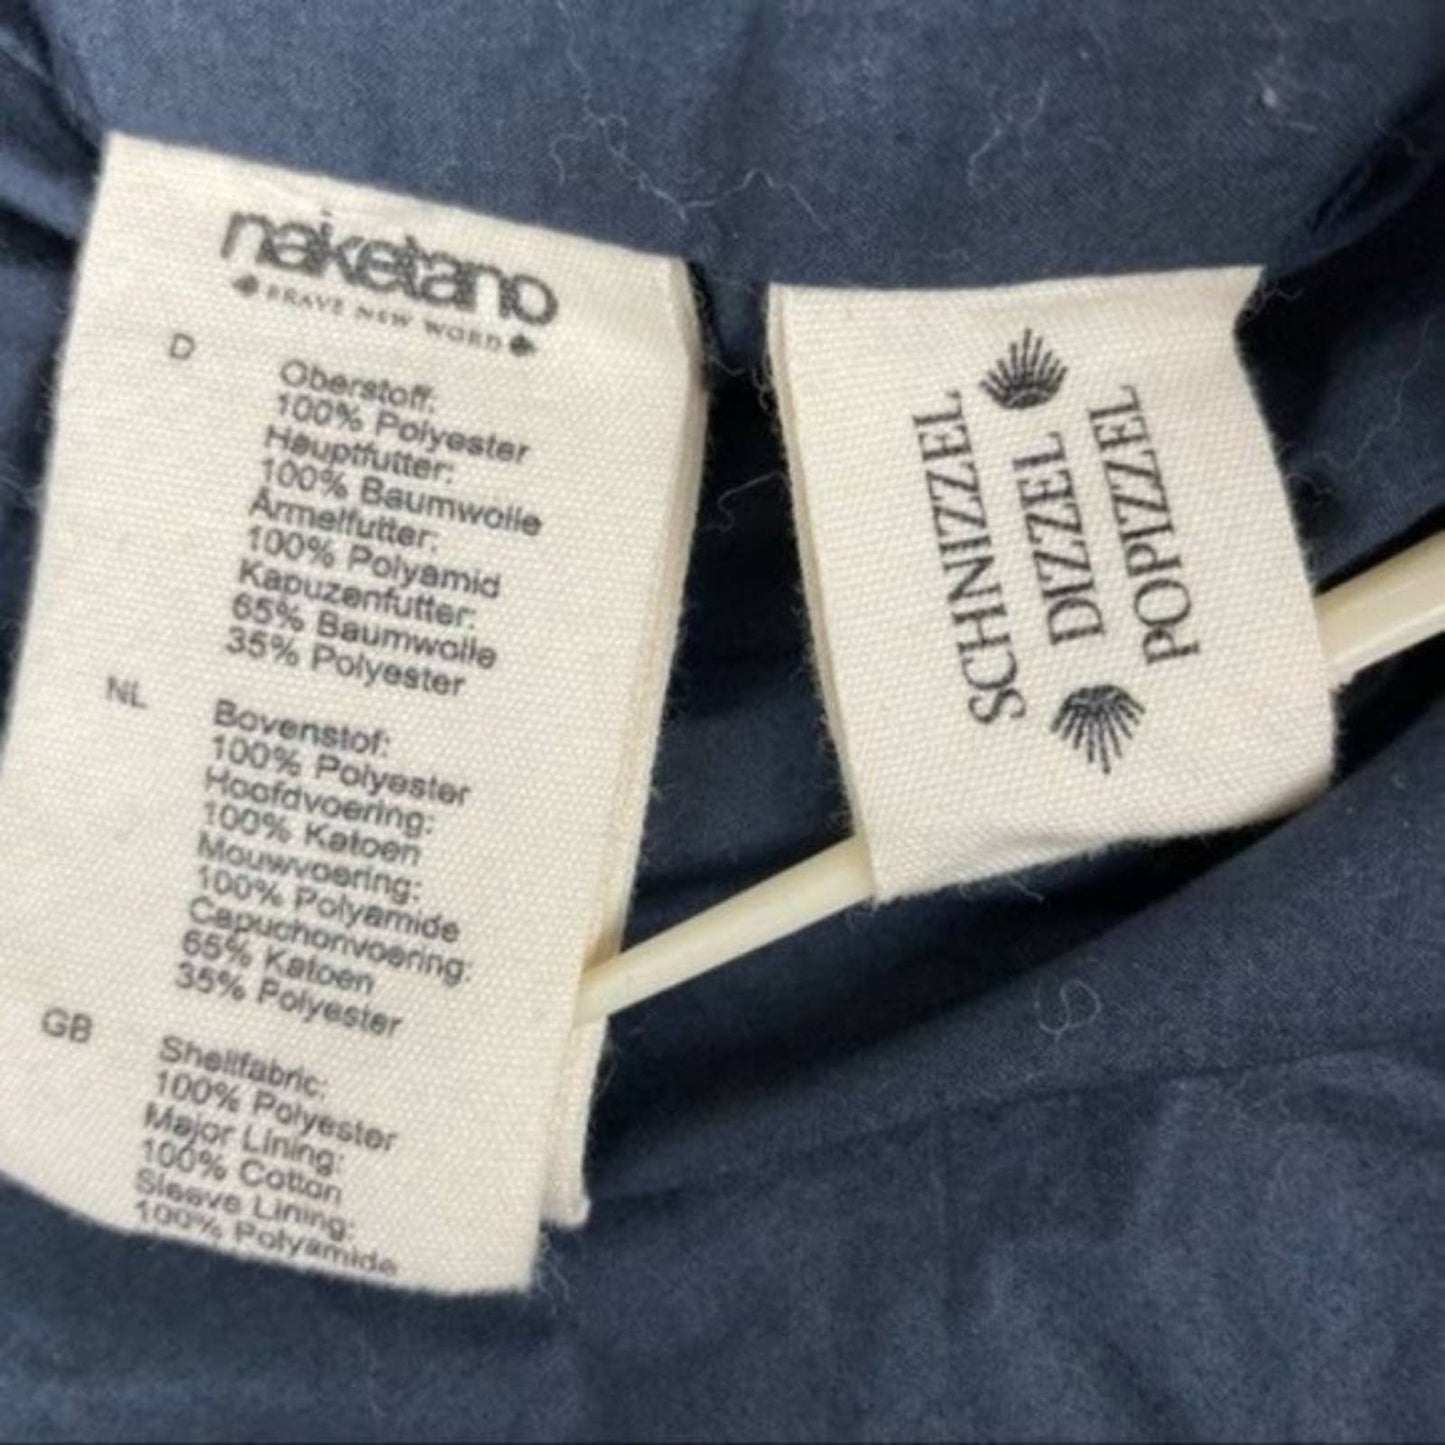 naketano
BRAVE NEW WORD
D
Oberstoff:
100% Polyester
Hauptfutter:
100% Baumwolle
Ärmelfutter:
100% Polyamid
Kapuzenfutter:
65% Baumwolle
35% Polyester
NL
Bovenstof:
100% Polyester
Hoofdvoering:
100% Katoen
Mouwvoering:
100% Polyamide
Capuchonvoering:
65% Katoen
35% Polyester
GB
Shellfabric:
100% Polyester
Major Lining:
100% Cotton
Sleeve Lining:
100% Polyamide
SCHNIZZEL
DIZZEL
POPIZZEL